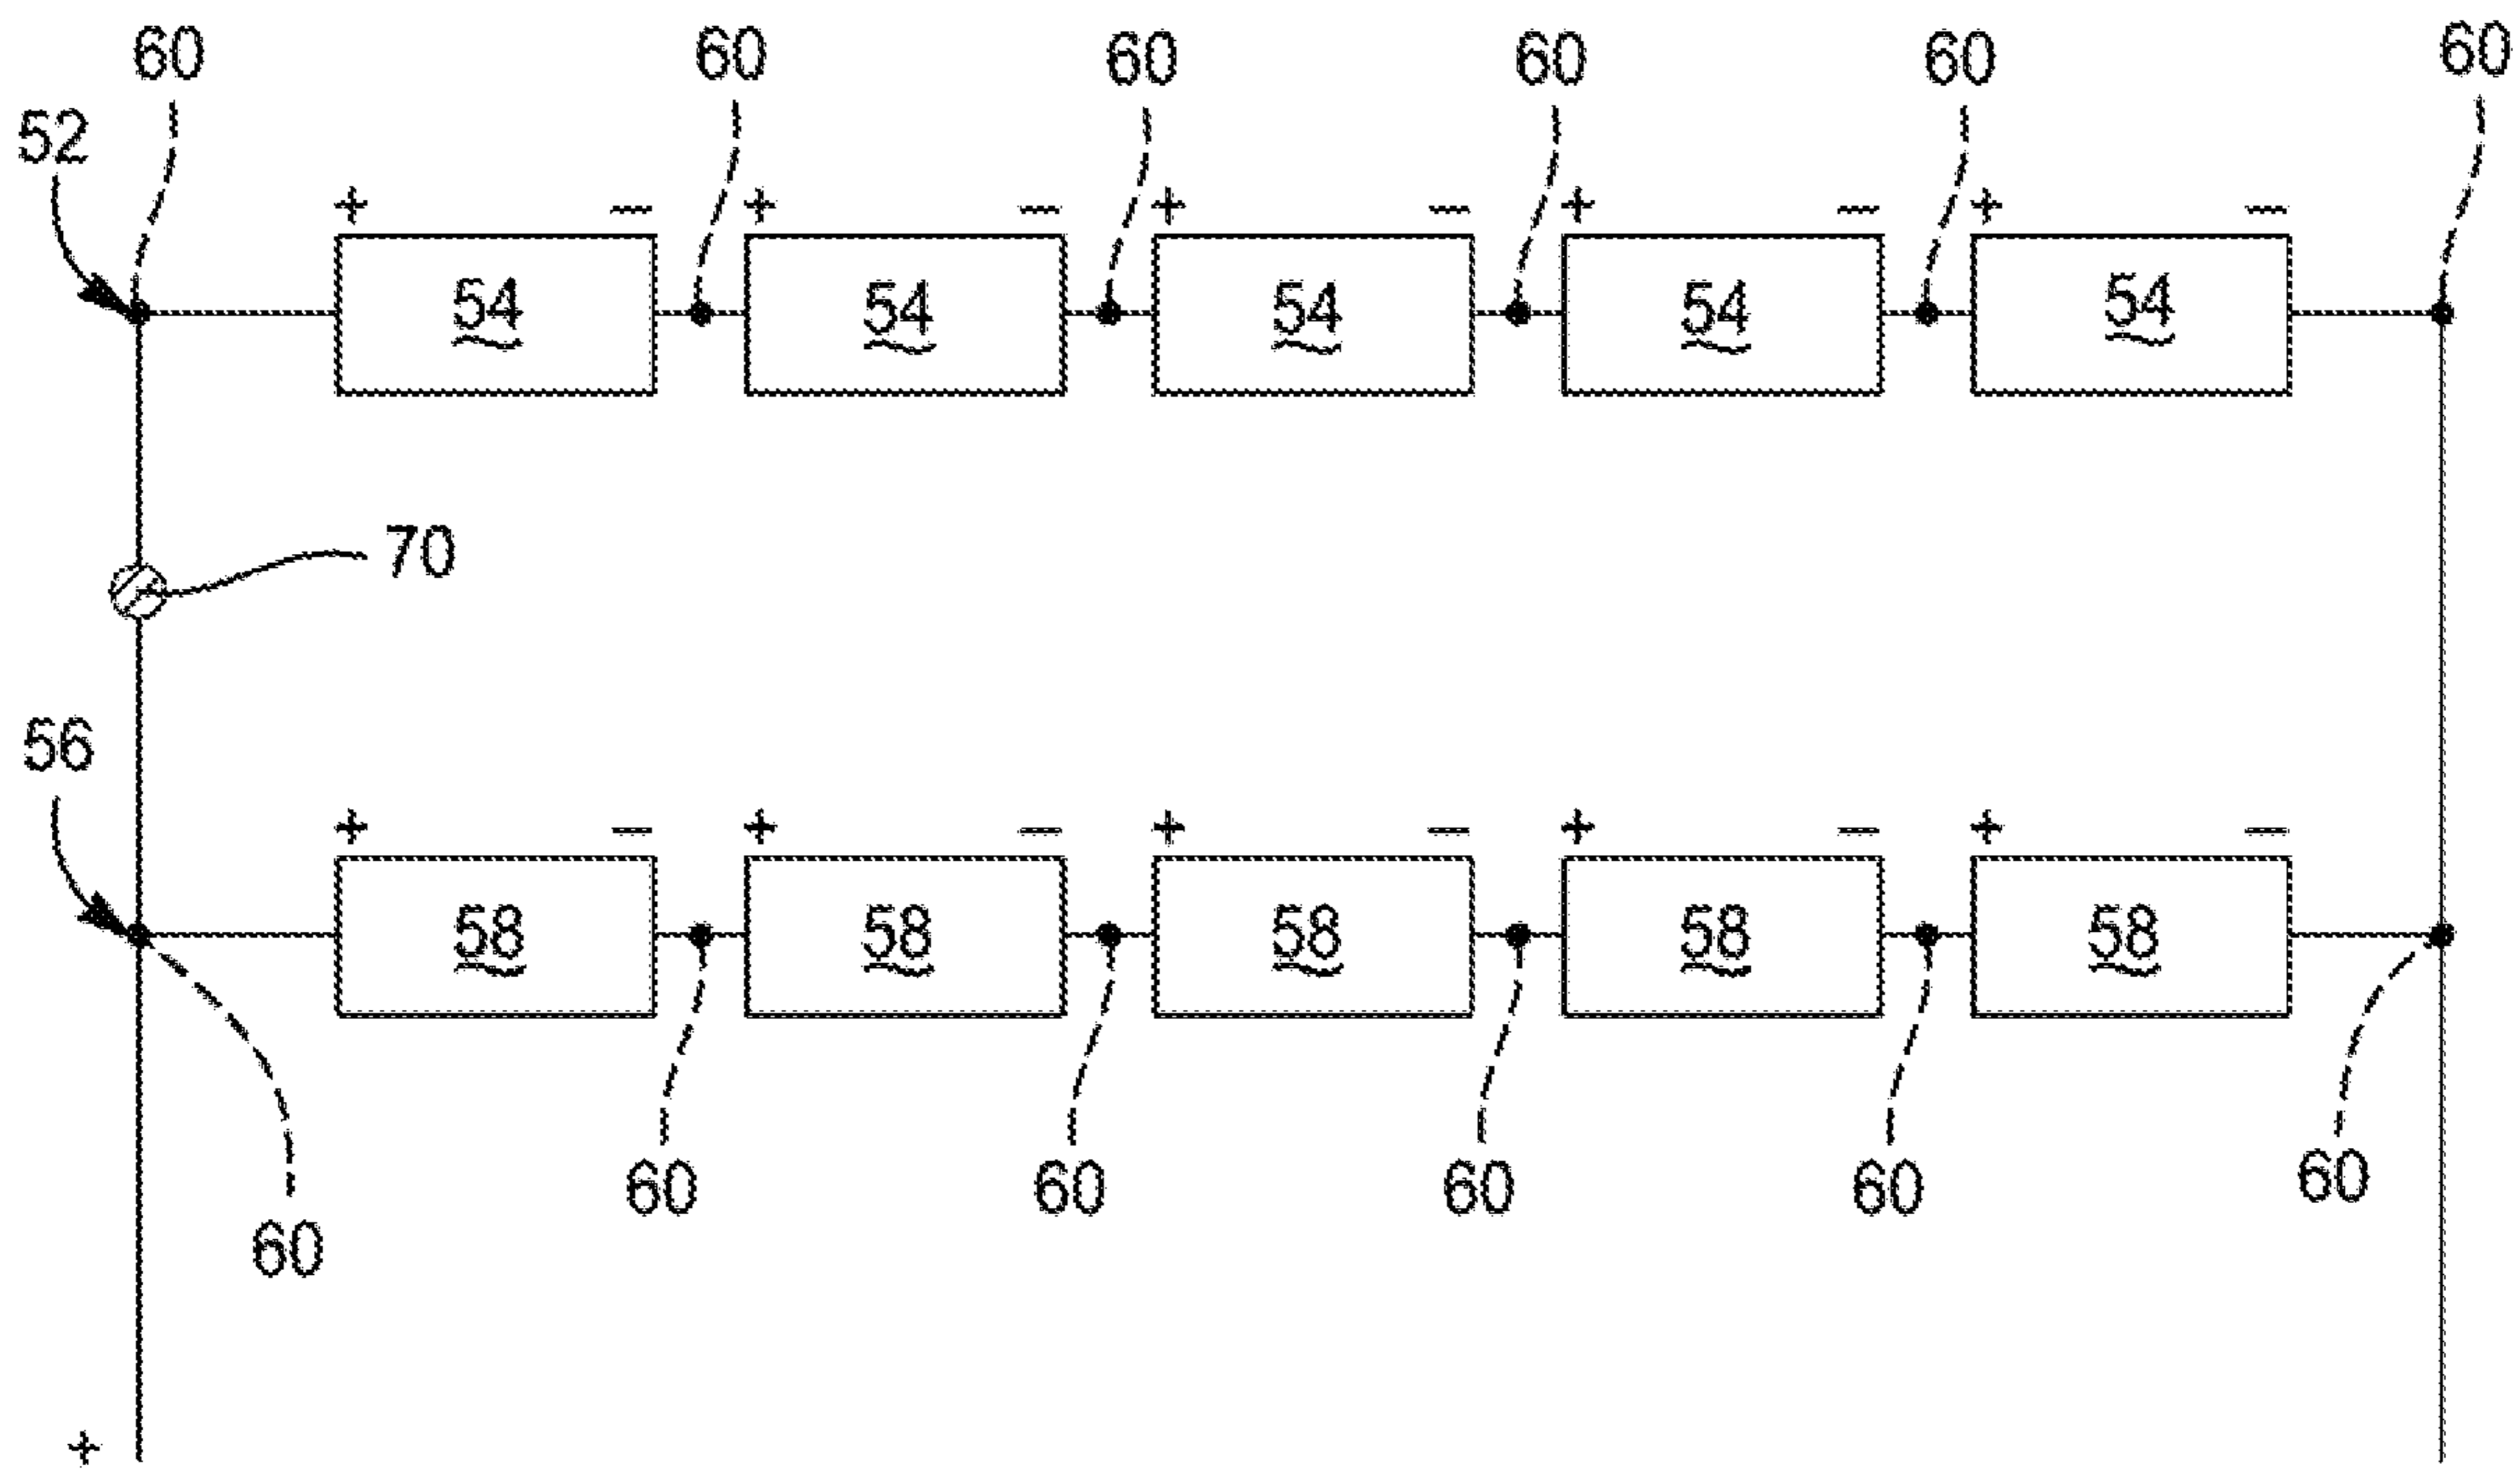 60 60 60 60 60 60
52
+ − + − + − + − + −
54 54 54 54 54
70
56
+ − + − + − + − + −
58 58 58 58 58
60 60 60 60 60
60
+